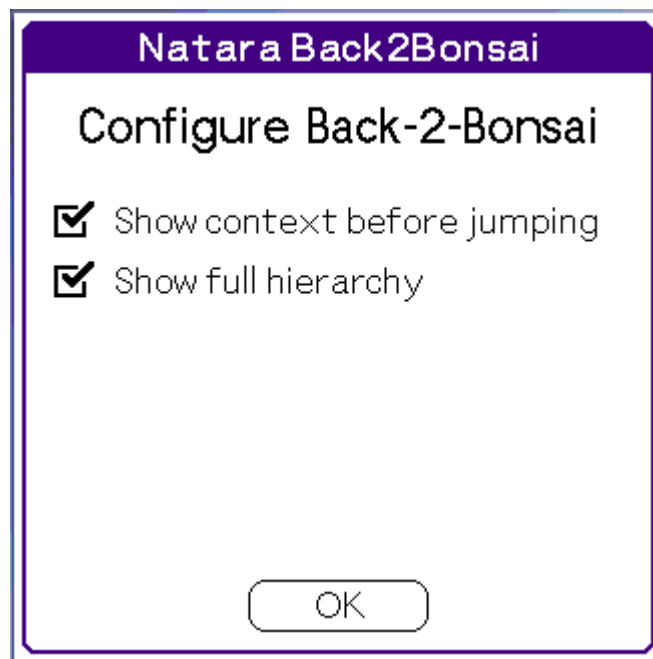 Natara Back2Bonsai
Configure Back-2-Bonsai
Show context before jumping
Show full hierarchy
OK